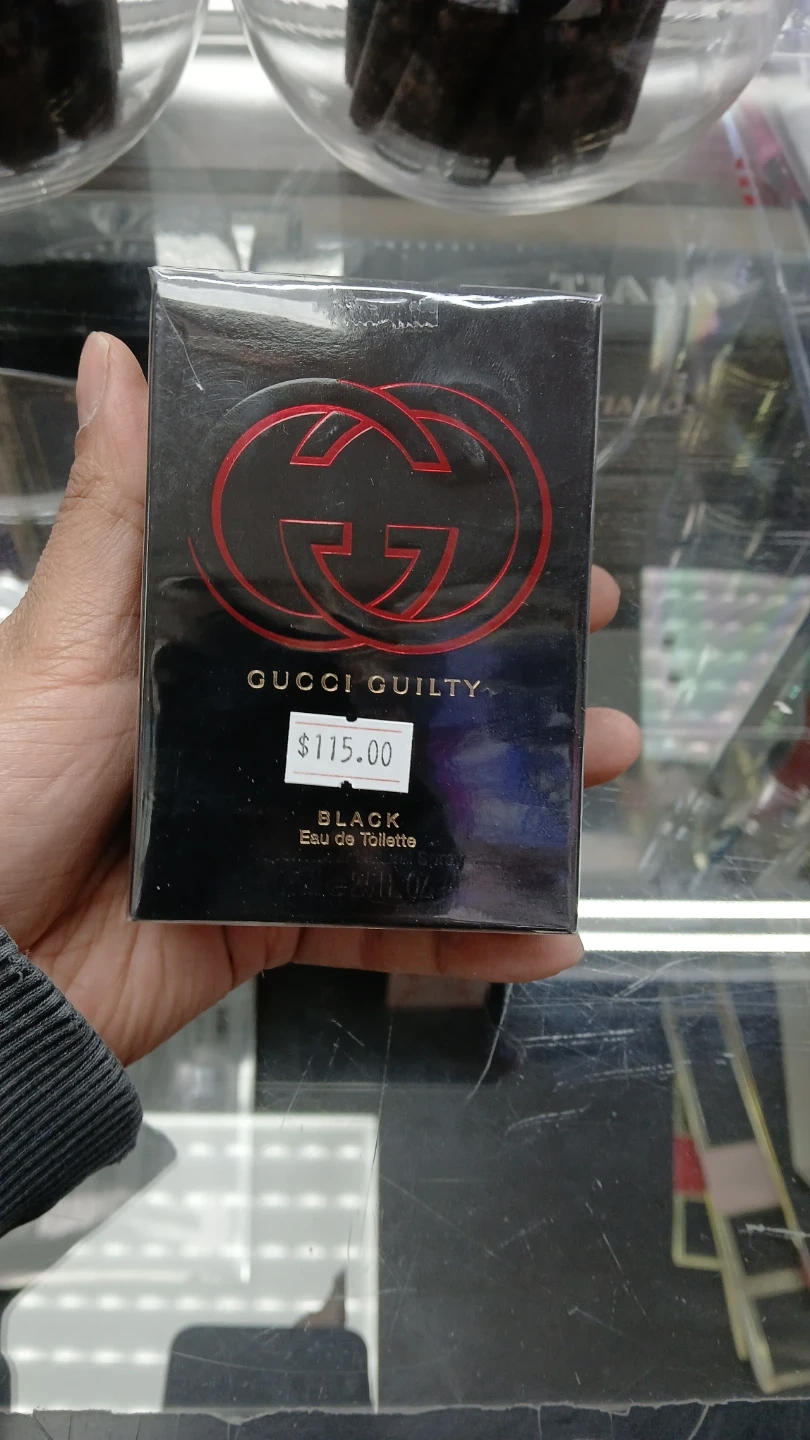 GUCCI GUILTY
$115.00
BLACK
Eau de Toilette